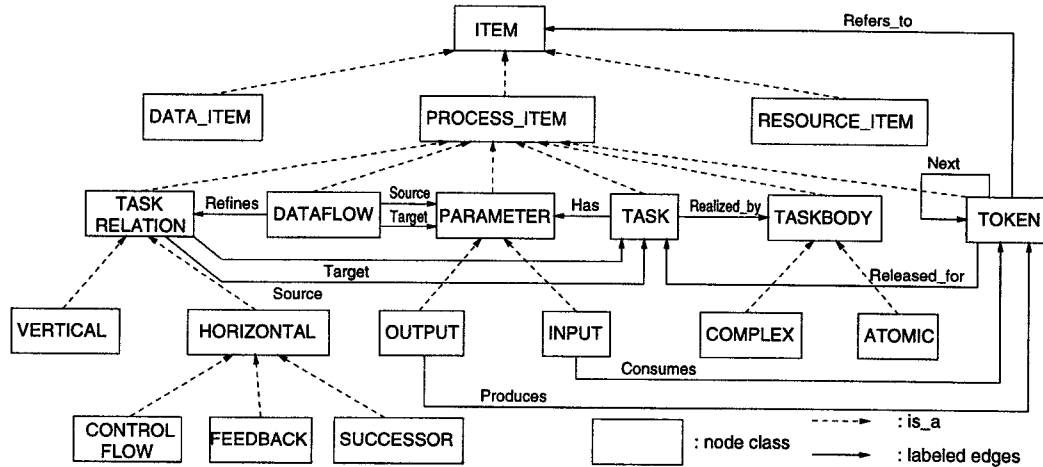 ITEM
Refers_to
DATA_ITEM
PROCESS_ITEM
RESOURCE_ITEM
Next
TASK
RELATION
Refines
DATAFLOW
Source
Target
PARAMETER
Has
TASK
Realized_by
TASKBODY
TOKEN
Target
Released_for
Source
VERTICAL
HORIZONTAL
OUTPUT
INPUT
COMPLEX
ATOMIC
Consumes
Produces
CONTROL
FLOW
FEEDBACK
SUCCESSOR
: node class
: is_a
: labeled edges